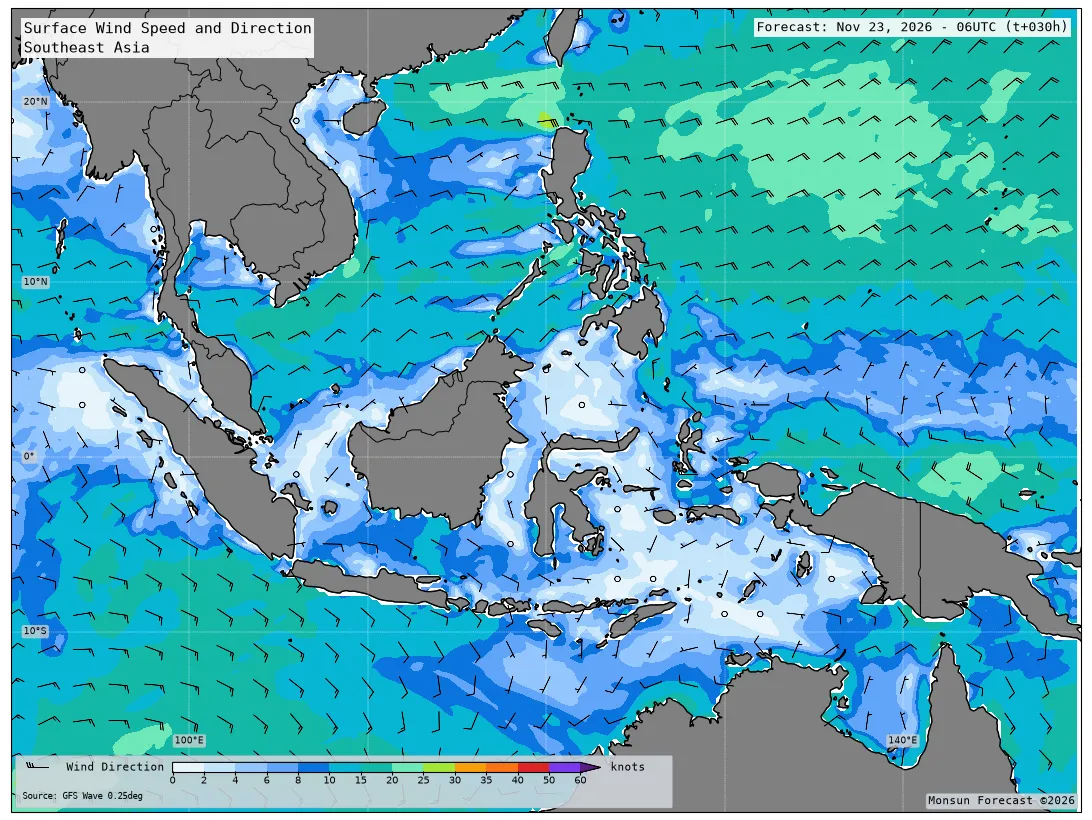 Surface Wind Speed and Direction
Southeast Asia
Forecast: Nov 23, 2026 - 06UTC (t+030h)
20°N
10°N
0°
10°S
100°E
140°E
Wind Direction
0 2 4 6 8 10 15 20 25 30 35 40 50 60
knots
Source: GFS Wave 0.25deg
Monsun Forecast ©2026